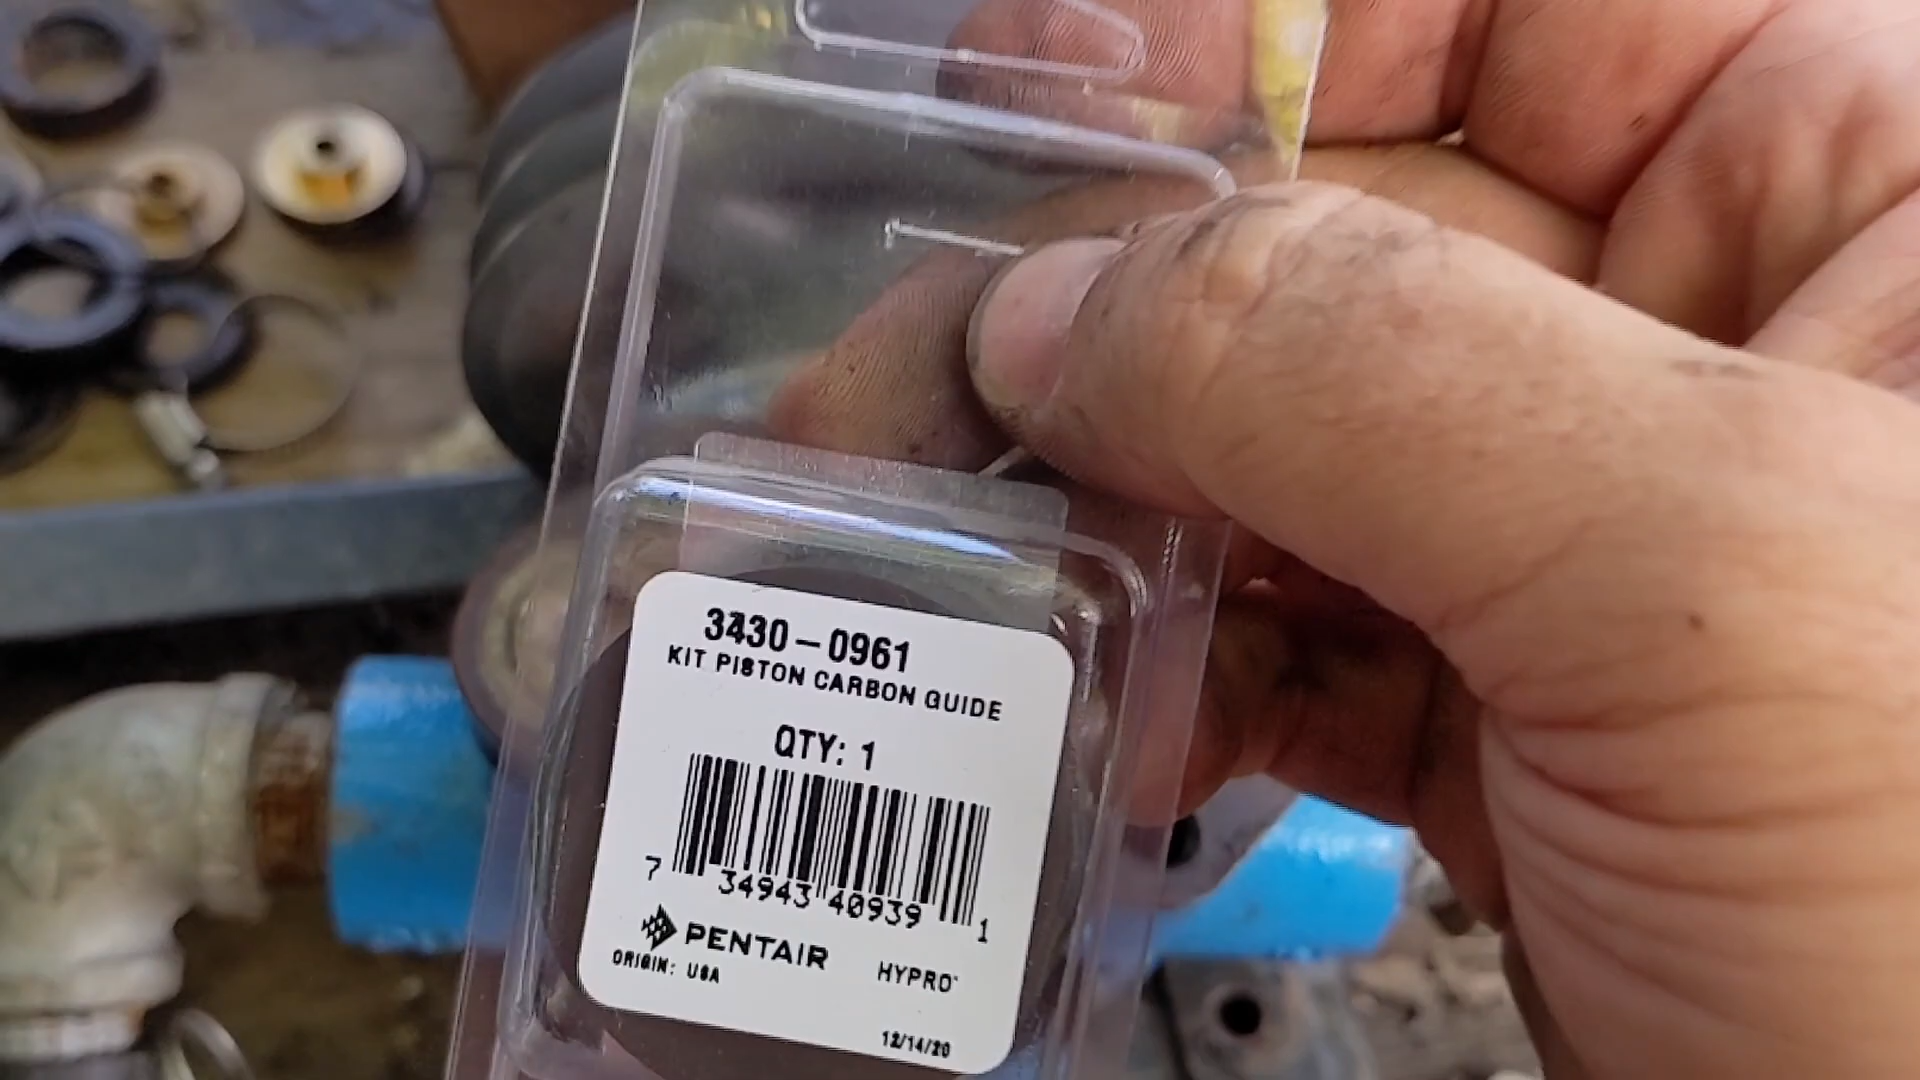 3430-0961
KIT PISTON CARBON GUIDE
QTY: 1
7 34943 40939 1
PENTAIR HYPRO
ORIGIN: USA
12/14/20